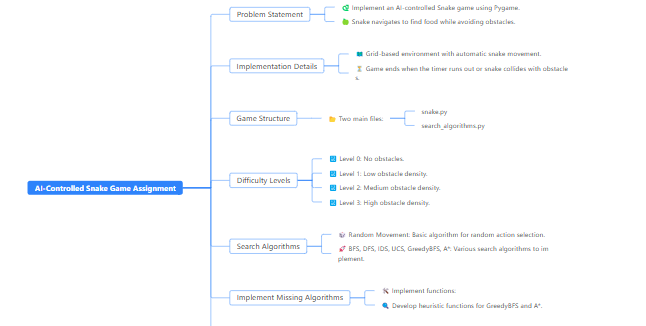 Implement an AI-controlled Snake game using Pygame.
Problem Statement
Snake navigates to find food while avoiding obstacles.
Grid-based environment with automatic snake movement.
Implementation Details
Game ends when the timer runs out or snake collides with obstacle
s.
snake.py
Game Structure
Two main files:
search_algorithms.py
Level 0: No obstacles.
Level 1: Low obstacle density.
AI-Controlled Snake Game Assignment
Difficulty Levels
Level 2: Medium obstacle density.
Level 3: High obstacle density.
Random Movement: Basic algorithm for random action selection.
Search Algorithms
BFS, DFS, IDS, UCS, GreedyBFS, A*: Various search algorithms to im
plement.
Implement functions.
Implement Missing Algorithms
Develop heuristic functions for GreedyBFS and A*.